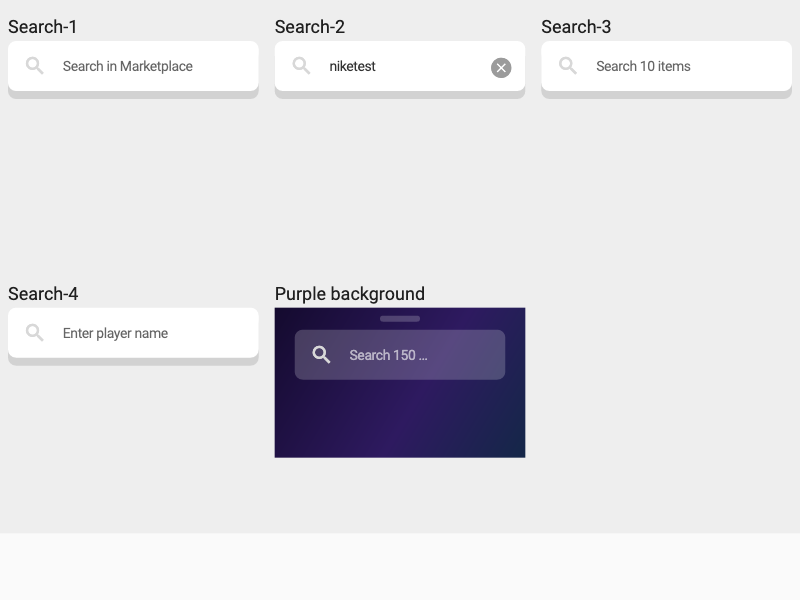 Search-1
Search in Marketplace
Search-2
niketest
Search-3
Search 10 items
Search-4
Enter player name
Purple background
Search 150 ...